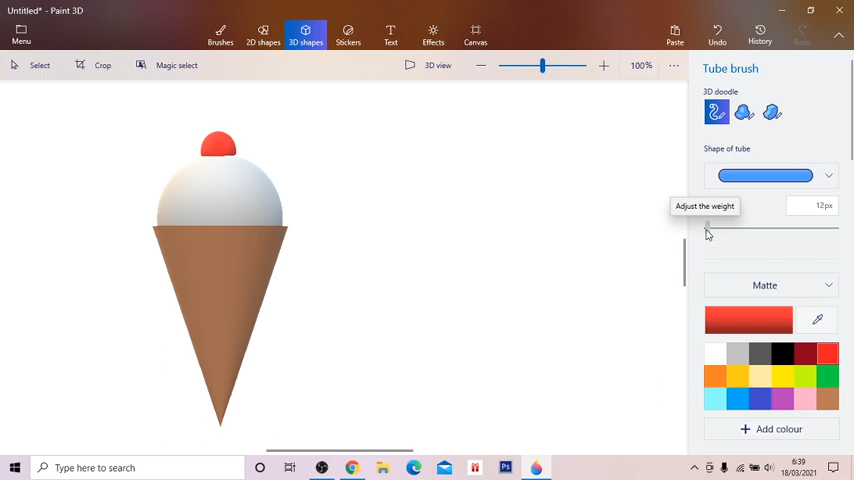 Untitled* - Paint 3D
Menu
Brushes
2D shapes
3D shapes
Stickers
Text
Effects
Canvas
Paste
Undo
History
Redo
Select
Crop
Magic select
3D view
100%
Tube brush
3D doodle
Shape of tube
Adjust the weight
12px
Matte
Add colour
Type here to search
Ps
6:39
18/03/2021